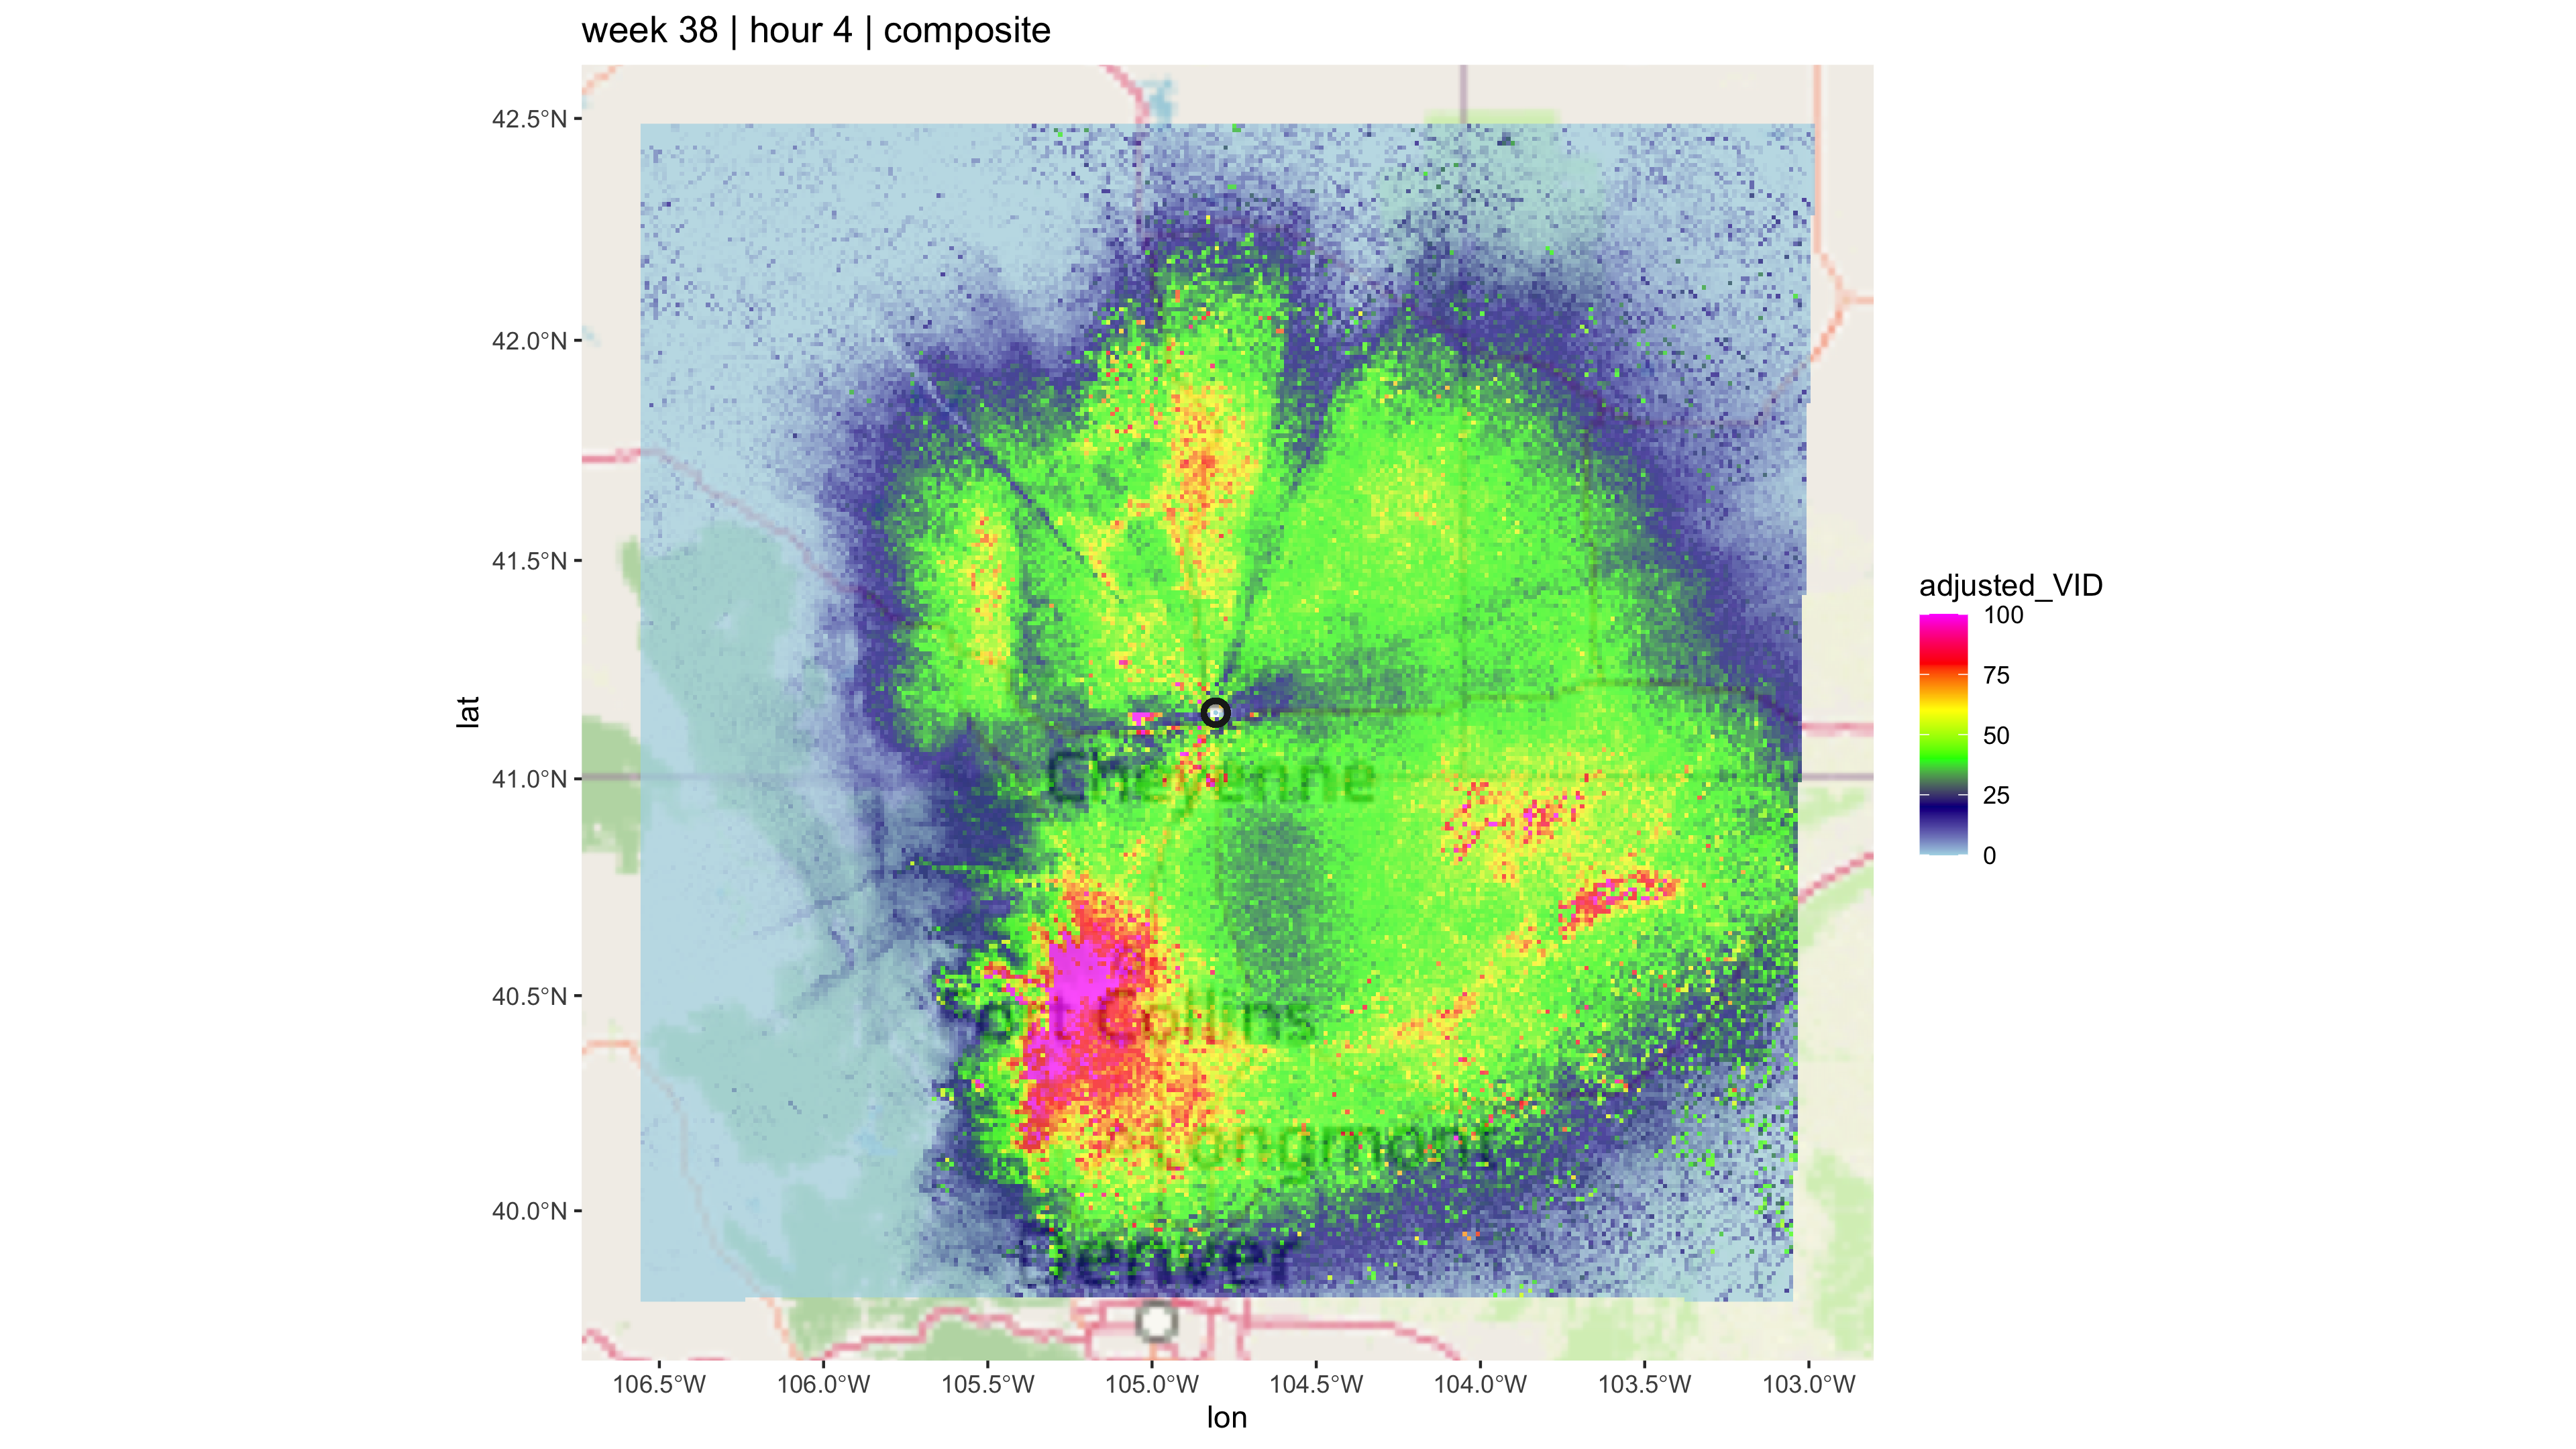 week 38 | hour 4 | composite
42.5°N
42.0°N
41.5°N
41.0°N
40.5°N
40.0°N
lat
106.5°W 106.0°W 105.5°W 105.0°W 104.5°W 104.0°W 103.5°W 103.0°W
lon
Cheyenne
Fort Collins
Longmont
Denver
adjusted_VID
100
75
50
25
0